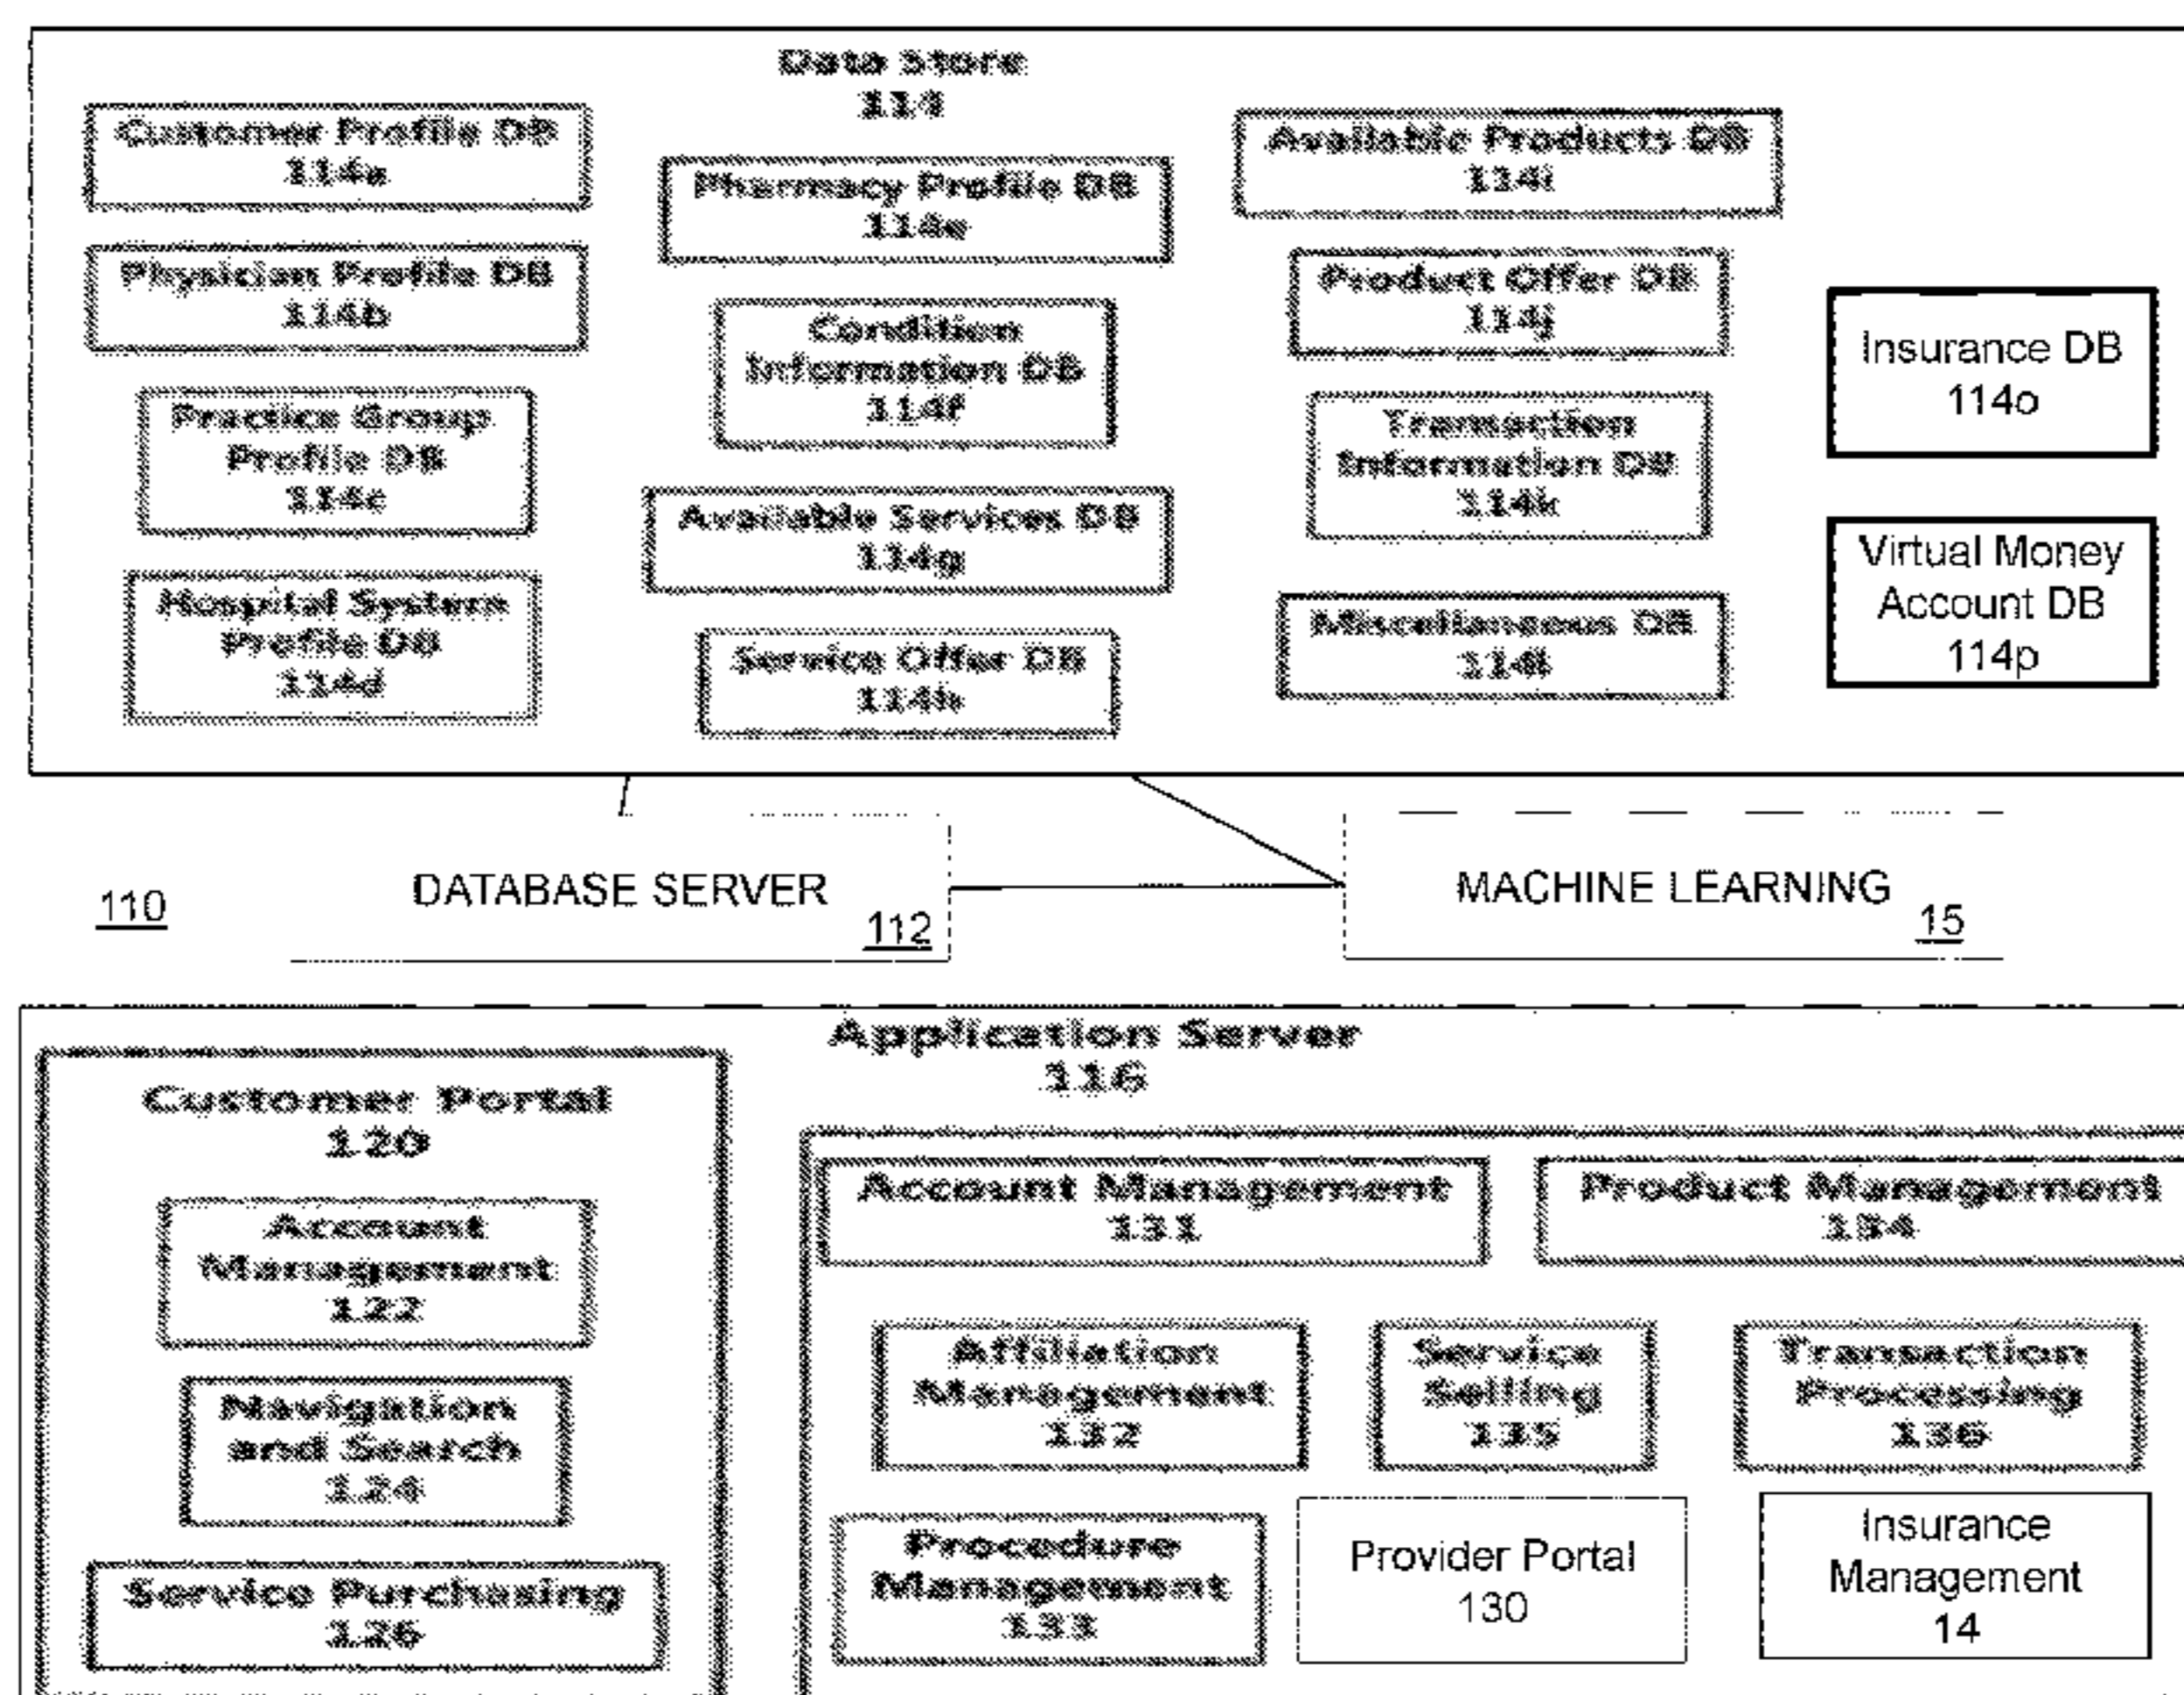 Data Store
114
Customer Profile DB
114a
Physician Profile DB
114b
Practice Group
Profile DB
114c
Hospital System
Profile DB
114d
Pharmacy Profile DB
114e
Condition
Information DB
114f
Available Services DB
114g
Service Offer DB
114h
Available Products DB
114i
Product Offer DB
114j
Transaction
Information DB
114k
Miscellaneous DB
114l
Insurance DB
114o
Virtual Money
Account DB
114p
110
DATABASE SERVER
112
MACHINE LEARNING
15
Application Server
116
Customer Portal
120
Account
Management
122
Navigation
and Search
124
Service Purchasing
126
Account Management
131
Product Management
134
Affiliation
Management
132
Service
Selling
135
Transaction
Processing
136
Procedure
Management
133
Provider Portal
130
Insurance
Management
14